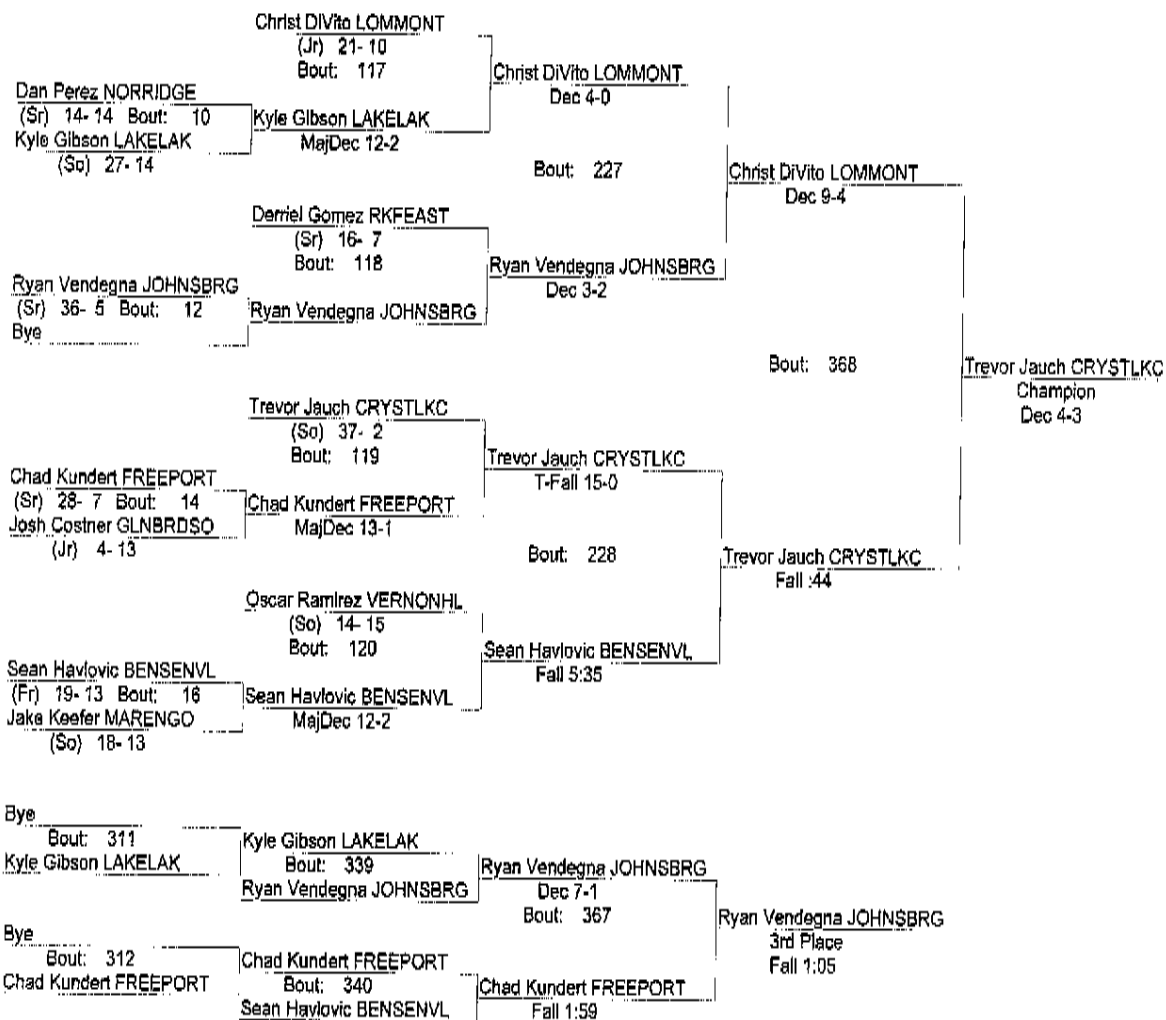 Christ DiVito LOMMONT
(Jr) 21- 10
Bout: 117
Christ DiVito LOMMONT
Dec 4-0
Dan Perez NORRIDGE
(Sr) 14- 14 Bout: 10
Kyle Gibson LAKELAK
(So) 27- 14
Kyle Gibson LAKELAK
MajDec 12-2
Bout: 227
Christ DiVito LOMMONT
Dec 9-4
Derriel Gomez RKFEAST
(Sr) 16- 7
Bout: 118
Ryan Vendegna JOHNSBRG
Dec 3-2
Ryan Vendegna JOHNSBRG
(Sr) 36- 5 Bout: 12
Bye
Ryan Vendegna JOHNSBRG
Bout: 368
Trevor Jauch CRYSTLKC
Champion
Dec 4-3
Trevor Jauch CRYSTLKC
(So) 37- 2
Bout: 119
Trevor Jauch CRYSTLKC
T-Fall 15-0
Chad Kundert FREEPORT
(Sr) 28- 7 Bout: 14
Josh Costner GLNBRDSO
(Jr) 4- 13
Chad Kundert FREEPORT
MajDec 13-1
Bout: 228
Trevor Jauch CRYSTLKC
Fall :44
Oscar Ramirez VERNONHL
(So) 14- 15
Bout: 120
Sean Havlovic BENSENVL
Fall 5:35
Sean Havlovic BENSENVL
(Fr) 19- 13 Bout: 16
Jake Keefer MARENGO
(So) 18- 13
Sean Havlovic BENSENVL
MajDec 12-2
Bye
Bout: 311
Kyle Gibson LAKELAK
Kyle Gibson LAKELAK
Bout: 339
Ryan Vendegna JOHNSBRG
Ryan Vendegna JOHNSBRG
Dec 7-1
Bout: 367
Ryan Vendegna JOHNSBRG
3rd Place
Fall 1:05
Bye
Bout: 312
Chad Kundert FREEPORT
Chad Kundert FREEPORT
Bout: 340
Sean Havlovic BENSENVL
Chad Kundert FREEPORT
Fall 1:59